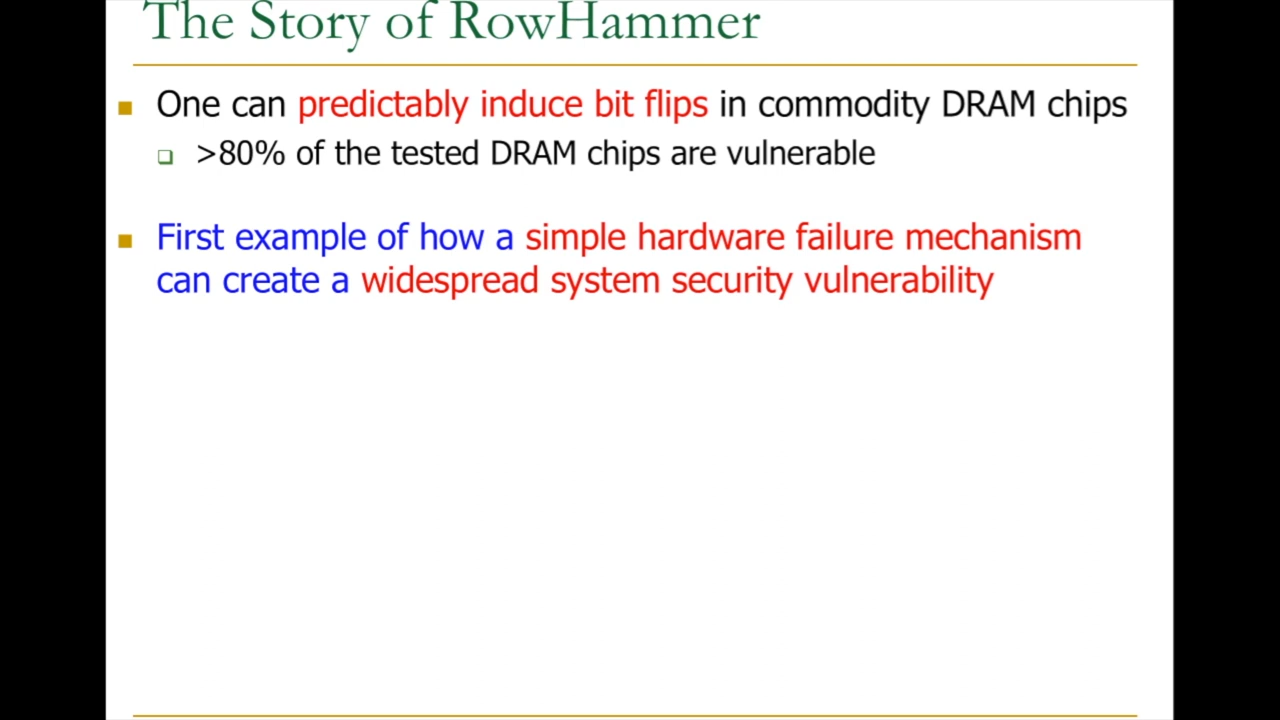 The Story of RowHammer
One can predictably induce bit flips in commodity DRAM chips
>80% of the tested DRAM chips are vulnerable
First example of how a simple hardware failure mechanism
can create a widespread system security vulnerability